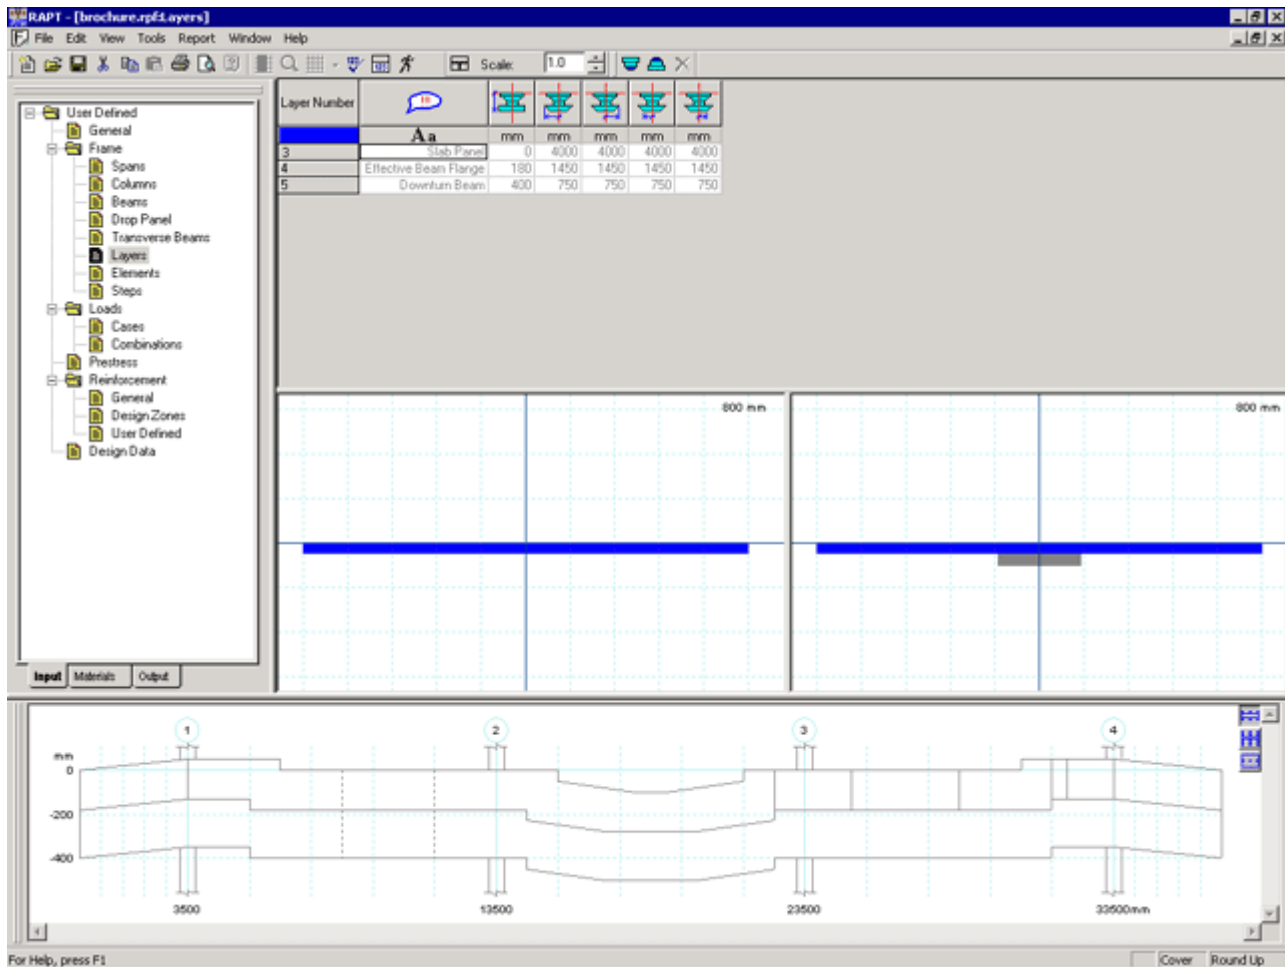 RAPT - [brochure.rpf:Layers]
File Edit View Tools Report Window Help
Scale: 1.0
User Defined
General
Frame
Spans
Columns
Beams
Drop Panel
Transverse Beams
Layers
Elements
Steps
Loads
Cases
Combinations
Prestress
Reinforcement
General
Design Zones
User Defined
Design Data
Input Materials Output
Layer Number
Aa mm mm mm mm mm
3 Slab Panel 0 4000 4000 4000 4000
4 Effective Beam Flange 180 1450 1450 1450 1450
5 Downturn Beam 400 750 750 750 750
800 mm 800 mm
1 2 3 4
mm
0
-200
-400
3500 13500 23500 33500mm
For Help, press F1 Cover Round Up